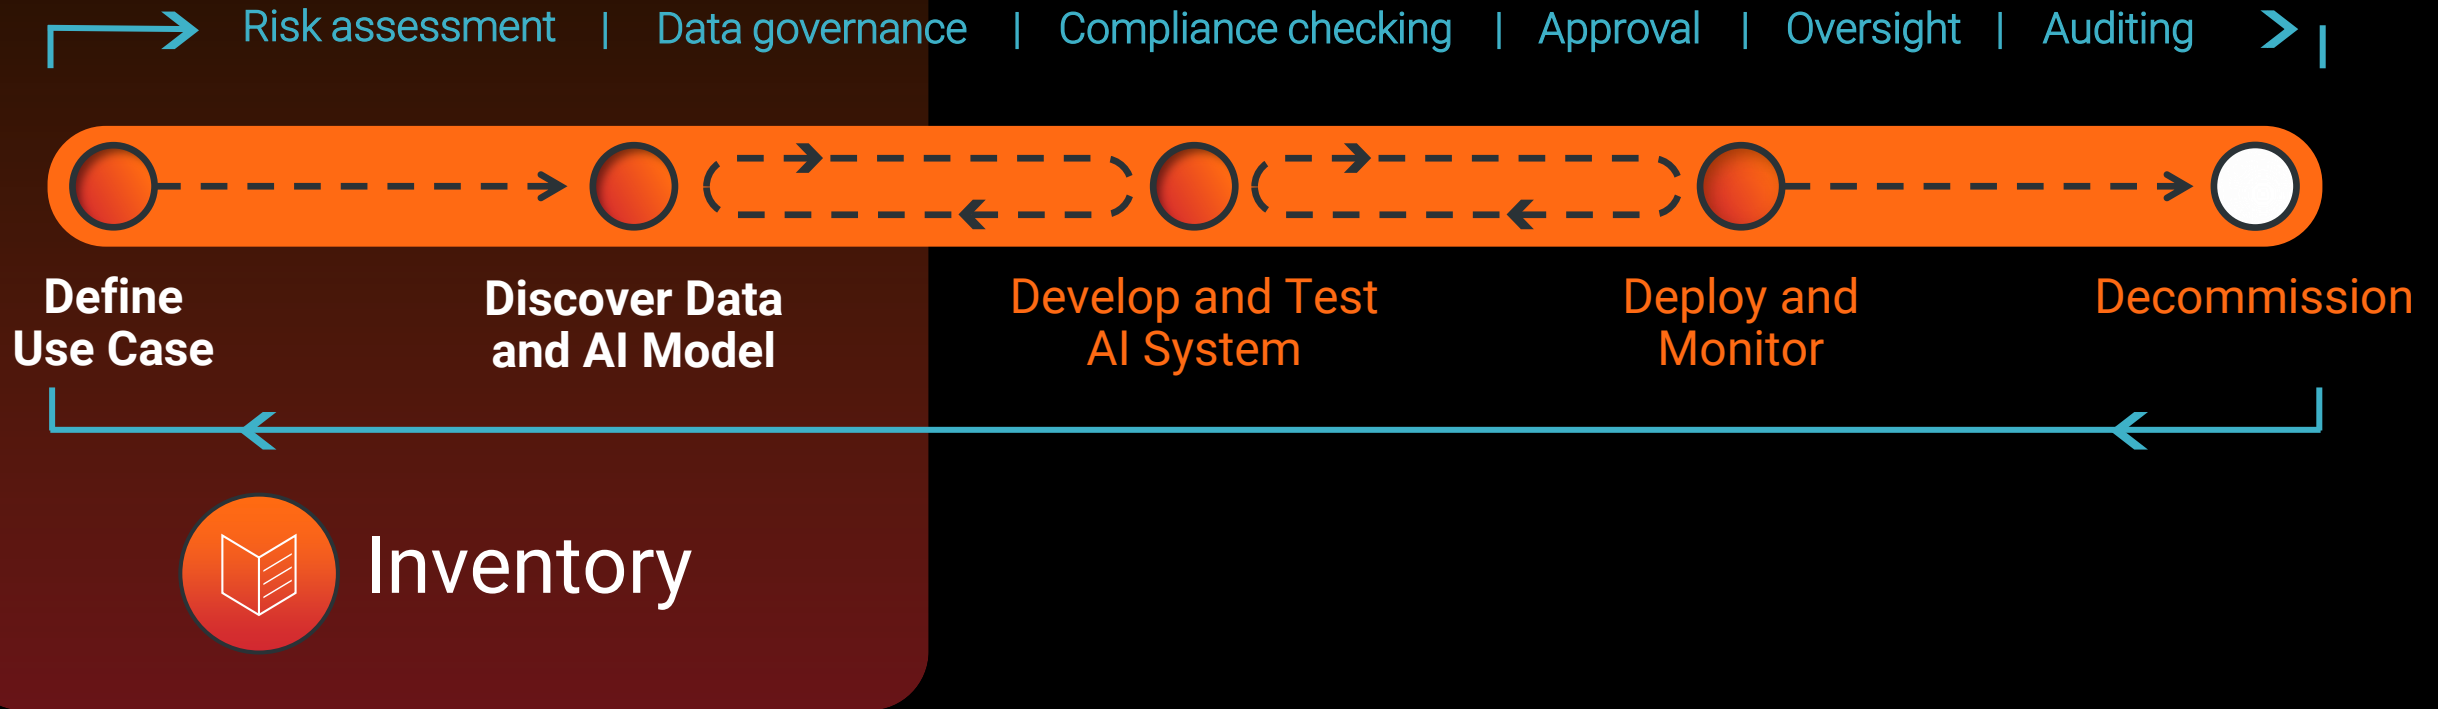 Risk assessment | Data governance | Compliance checking | Approval | Oversight | Auditing
Define
Use Case
Discover Data
and AI Model
Develop and Test
AI System
Deploy and
Monitor
Decommission
Inventory